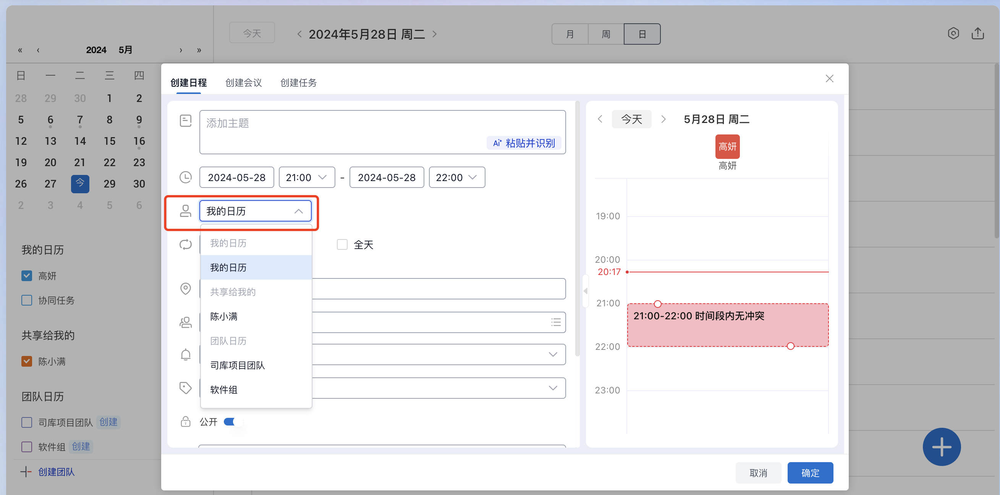 今天
2024年5月28日 周二
月 周 日
« ‹ 2024 5月 › »
日 一 二 三 四
28 29 30 1 2
5 6 7 8 9
12 13 14 15 16
19 20 21 22 23
26 27 今 29 30
2 3 4 5 6
我的日历
高妍
协同任务
共享给我的
陈小满
团队日历
司库项目团队 创建
软件组 创建
创建团队
创建日程 创建会议 创建任务
添加主题
Ai 粘贴并识别
2024-05-28 21:00 - 2024-05-28 22:00
我的日历
我的日历
我的日历
共享给我的
陈小满
团队日历
司库项目团队
软件组
全天
公开
今天 5月28日 周二
高妍
高妍
19:00
20:00
20:17
21:00
21:00-22:00 时间段内无冲突
22:00
23:00
取消 确定